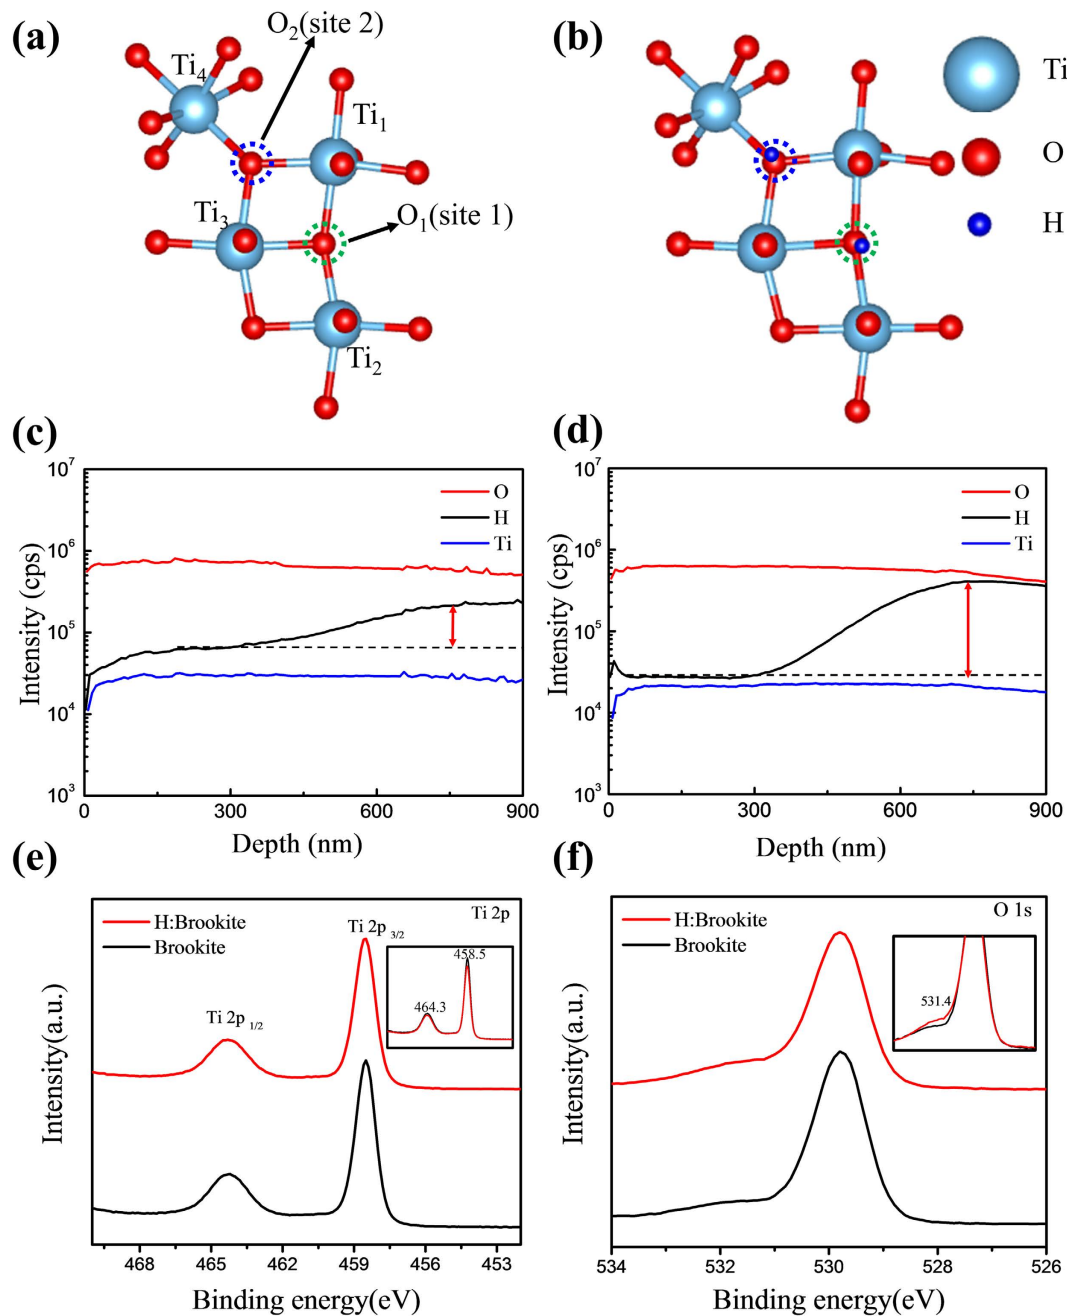 (a)
O2(site 2)
Ti4
Ti1
Ti3
O1(site 1)
Ti2
(b)
Ti
O
H
(c)
10^7
10^6
10^5
10^4
10^3
Intensity (cps)
O
H
Ti
0
300
600
900
Depth (nm)
(d)
10^7
10^6
10^5
10^4
10^3
Intensity (cps)
O
H
Ti
0
300
600
900
Depth (nm)
(e)
H:Brookite
Brookite
Ti 2p 3/2
Ti 2p
458.5
464.3
Ti 2p 1/2
Intensity(a.u.)
468 465 462 459 456 453
Binding energy(eV)
(f)
H:Brookite
Brookite
O 1s
531.4
Intensity(a.u.)
534 532 530 528 526
Binding energy(eV)